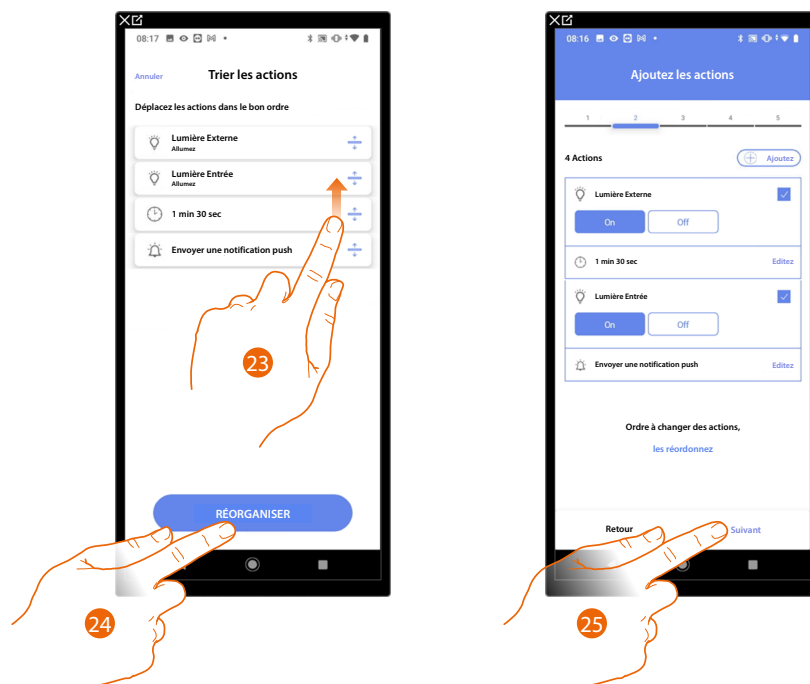 08:17
Annuler
Trier les actions
Déplacez les actions dans le bon ordre
Lumière Externe
Allumez
Lumière Entrée
Allumez
1 min 30 sec
Envoyer une notification push
23
RÉORGANISER
24
08:16
Ajoutez les actions
1 2 3 4 5
4 Actions
Ajoutez
Lumière Externe
On Off
1 min 30 sec Editez
Lumière Entrée
On Off
Envoyer une notification push Editez
Ordre à changer des actions,
les réordonnez
Retour Suivant
25